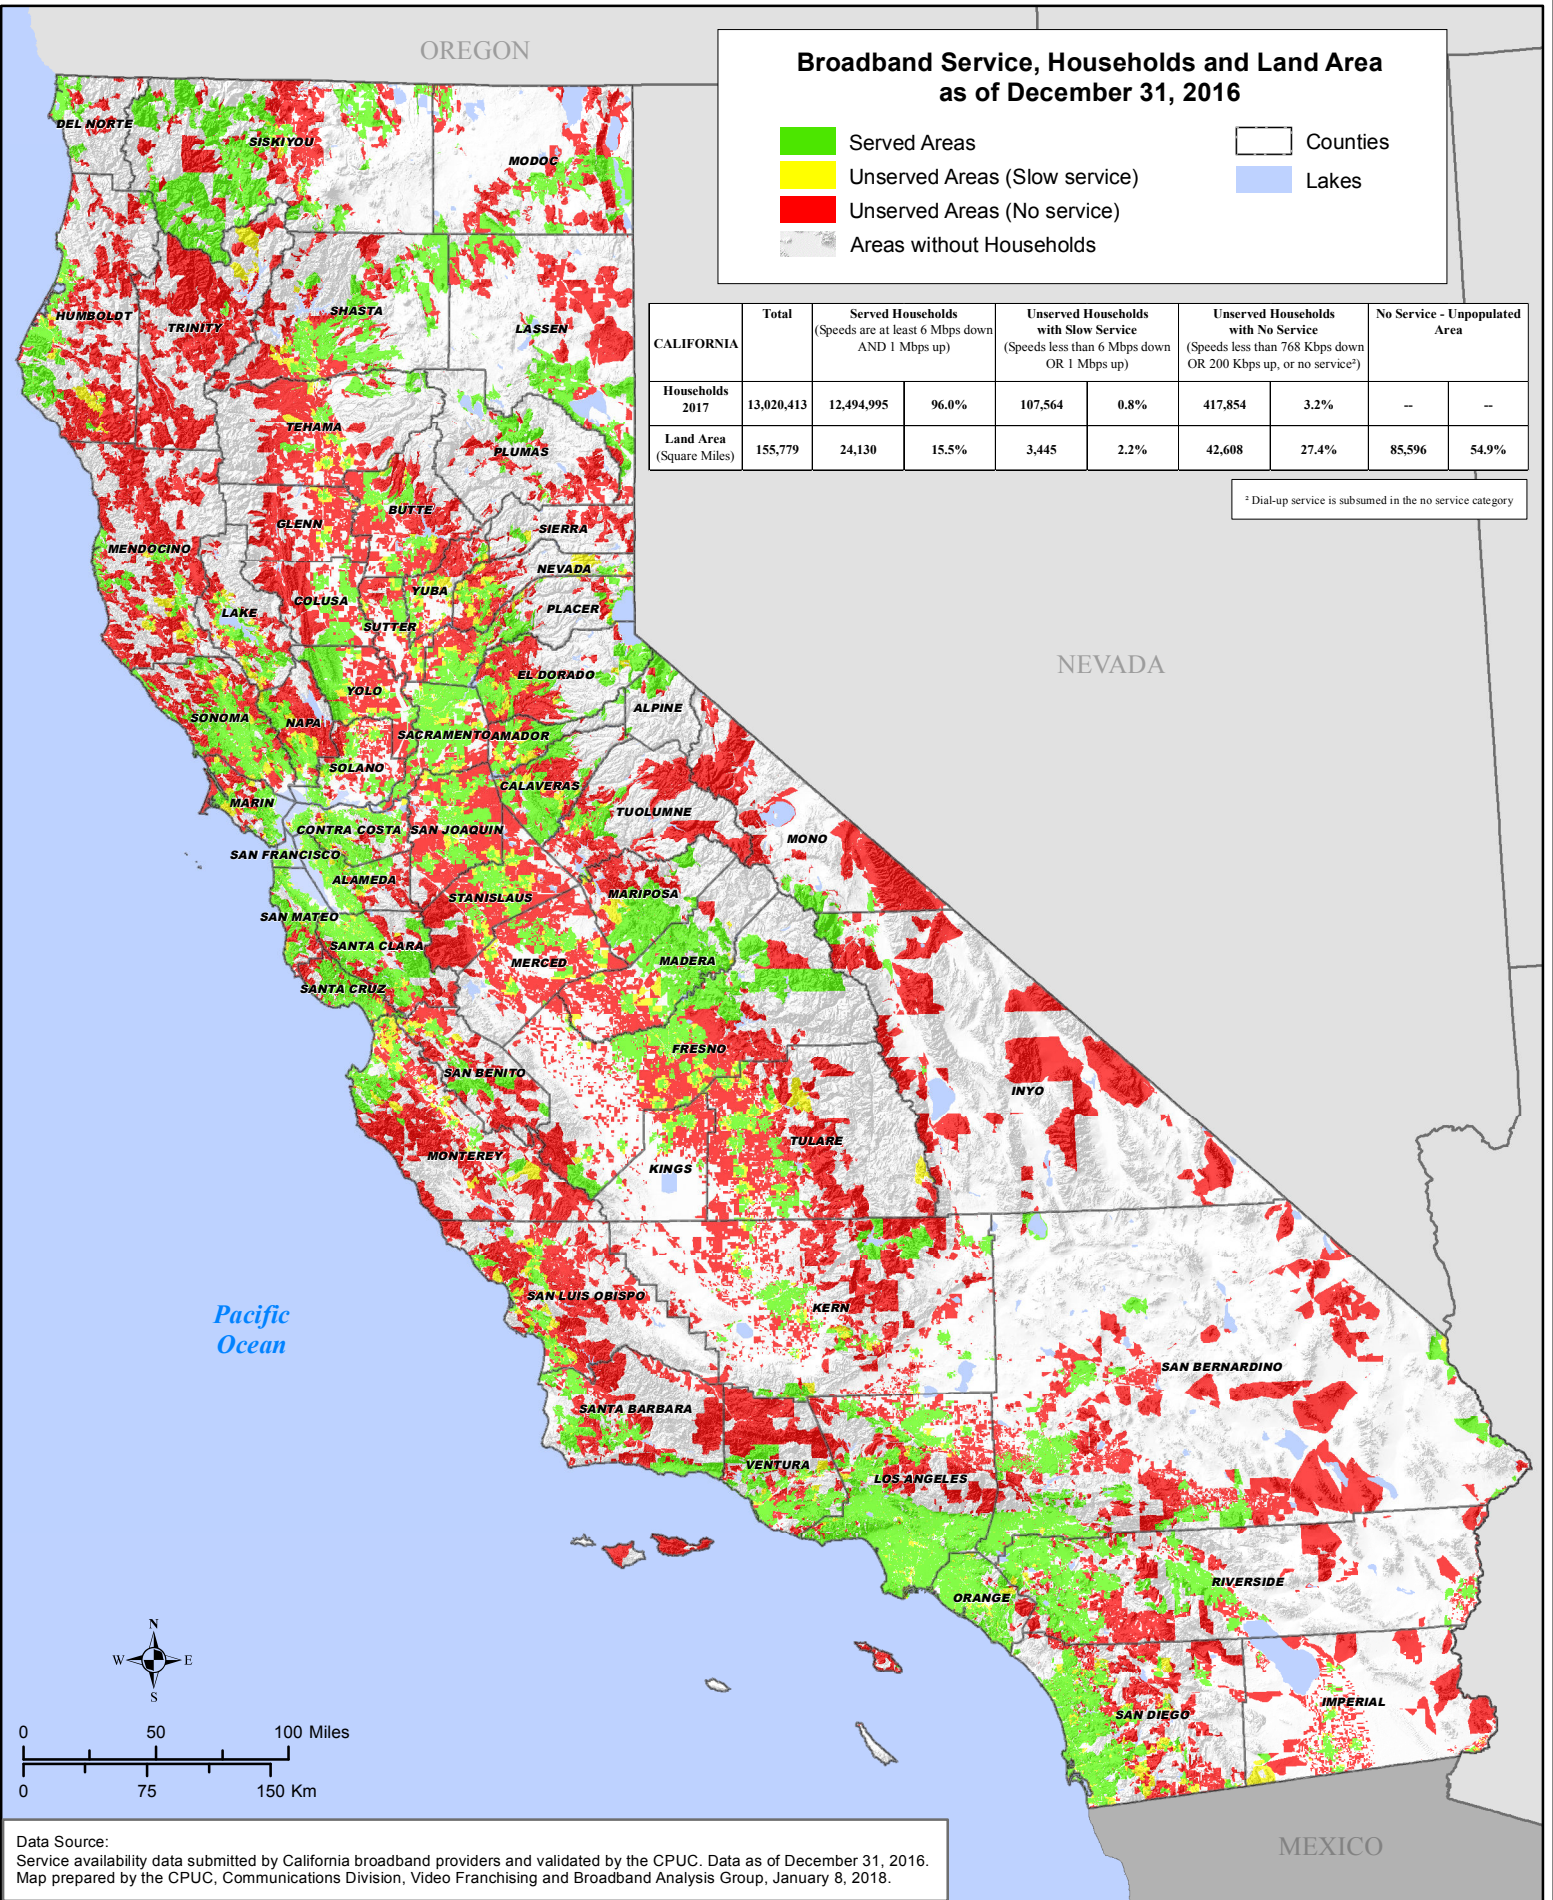 OREGON
Broadband Service, Households and Land Area
as of December 31, 2016
Served Areas
Unserved Areas (Slow service)
Unserved Areas (No service)
Areas without Households
Counties
Lakes
CALIFORNIA
Total
Served Households
(Speeds are at least 6 Mbps down
AND 1 Mbps up)
Unserved Households
with Slow Service
(Speeds less than 6 Mbps down
OR 1 Mbps up)
Unserved Households
with No Service
(Speeds less than 768 Kbps down
OR 200 Kbps up, or no service²)
No Service - Unpopulated
Area
Households
2017
13,020,413
12,494,995
96.0%
107,564
0.8%
417,854
3.2%
--
--
Land Area
(Square Miles)
155,779
24,130
15.5%
3,445
2.2%
42,608
27.4%
85,596
54.9%
² Dial-up service is subsumed in the no service category
DEL NORTE
SISKIYOU
MODOC
HUMBOLDT
TRINITY
SHASTA
LASSEN
TEHAMA
PLUMAS
BUTTE
GLENN
SIERRA
MENDOCINO
NEVADA
YUBA
COLUSA
LAKE
PLACER
SUTTER
NEVADA
EL DORADO
YOLO
ALPINE
SONOMA
NAPA
SACRAMENTO
AMADOR
SOLANO
CALAVERAS
MARIN
TUOLUMNE
CONTRA COSTA
SAN JOAQUIN
MONO
SAN FRANCISCO
ALAMEDA
STANISLAUS
MARIPOSA
SAN MATEO
SANTA CLARA
MERCED
MADERA
SANTA CRUZ
FRESNO
SAN BENITO
INYO
TULARE
MONTEREY
KINGS
SAN LUIS OBISPO
KERN
Pacific
Ocean
SAN BERNARDINO
SANTA BARBARA
VENTURA
LOS ANGELES
RIVERSIDE
ORANGE
IMPERIAL
SAN DIEGO
N
W
E
S
0 50 100 Miles
0 75 150 Km
MEXICO
Data Source:
Service availability data submitted by California broadband providers and validated by the CPUC. Data as of December 31, 2016.
Map prepared by the CPUC, Communications Division, Video Franchising and Broadband Analysis Group, January 8, 2018.